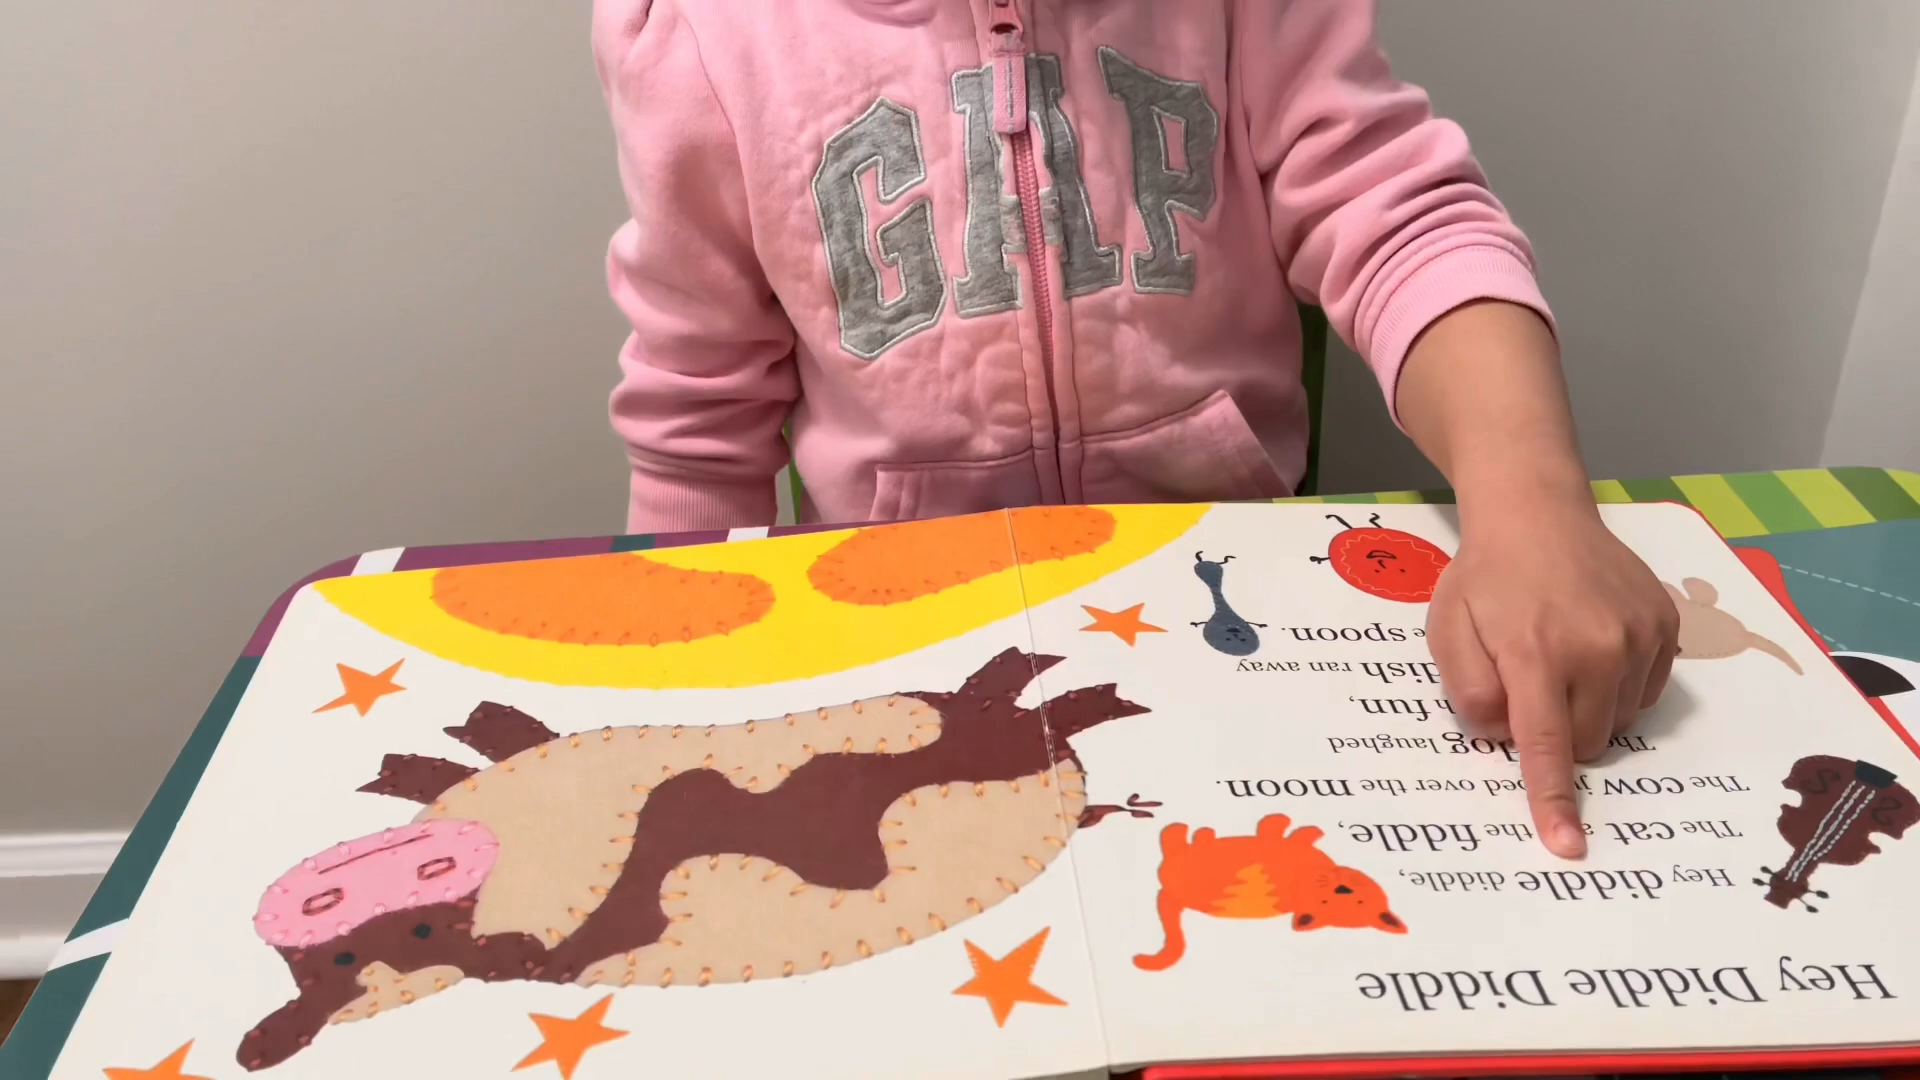 GAP
Hey Diddle Diddle
Hey diddle diddle diddle,
The cat the fiddle,
The cow over the moon.
The dog laughed
fun,
dish ran away
spoon.